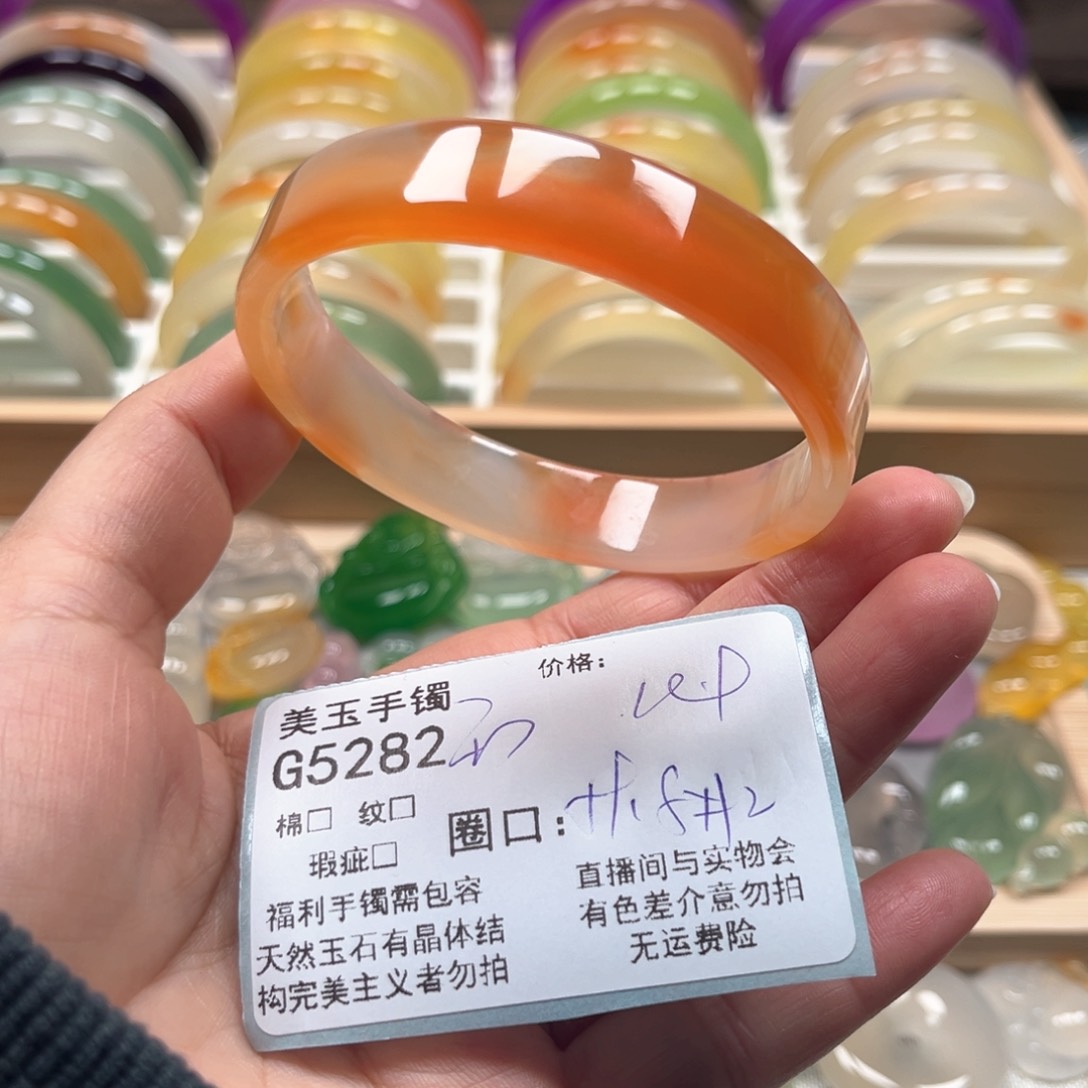 美玉手镯
价格：
G5282
棉□ 纹□
圈口：
瑕疵□
福利手镯需包容
天然玉石有晶体结
构完美主义者勿拍
直播间与实物会
有色差介意勿拍
无运费险